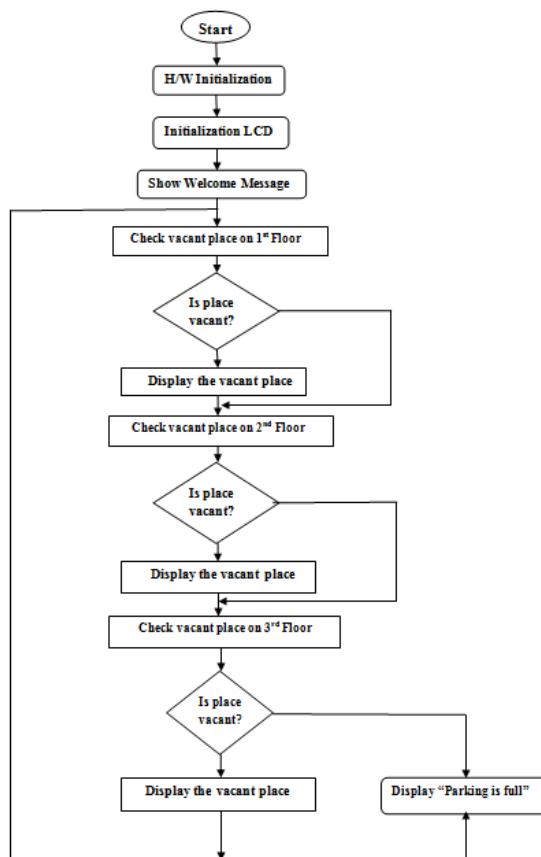 Start
H/W Initialization
Initialization LCD
Show Welcome Message
Check vacant place on 1st Floor
Is place
vacant?
Display the vacant place
Check vacant place on 2nd Floor
Is place
vacant?
Display the vacant place
Check vacant place on 3rd Floor
Is place
vacant?
Display the vacant place
Display “Parking is full”